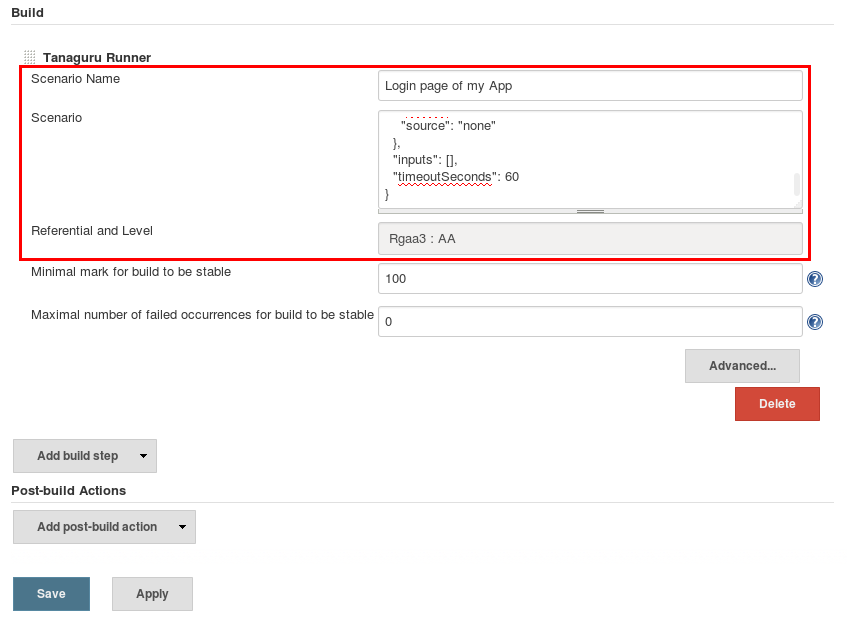 Build
Tanaguru Runner
Scenario Name
Login page of my App
Scenario
"source": "none"
},
"inputs": [],
"timeoutSeconds": 60
}
Referential and Level
Rgaa3 : AA
Minimal mark for build to be stable
100
?
Maximal number of failed occurrences for build to be stable
0
?
Advanced...
Delete
Add build step
Post-build Actions
Add post-build action
Save
Apply